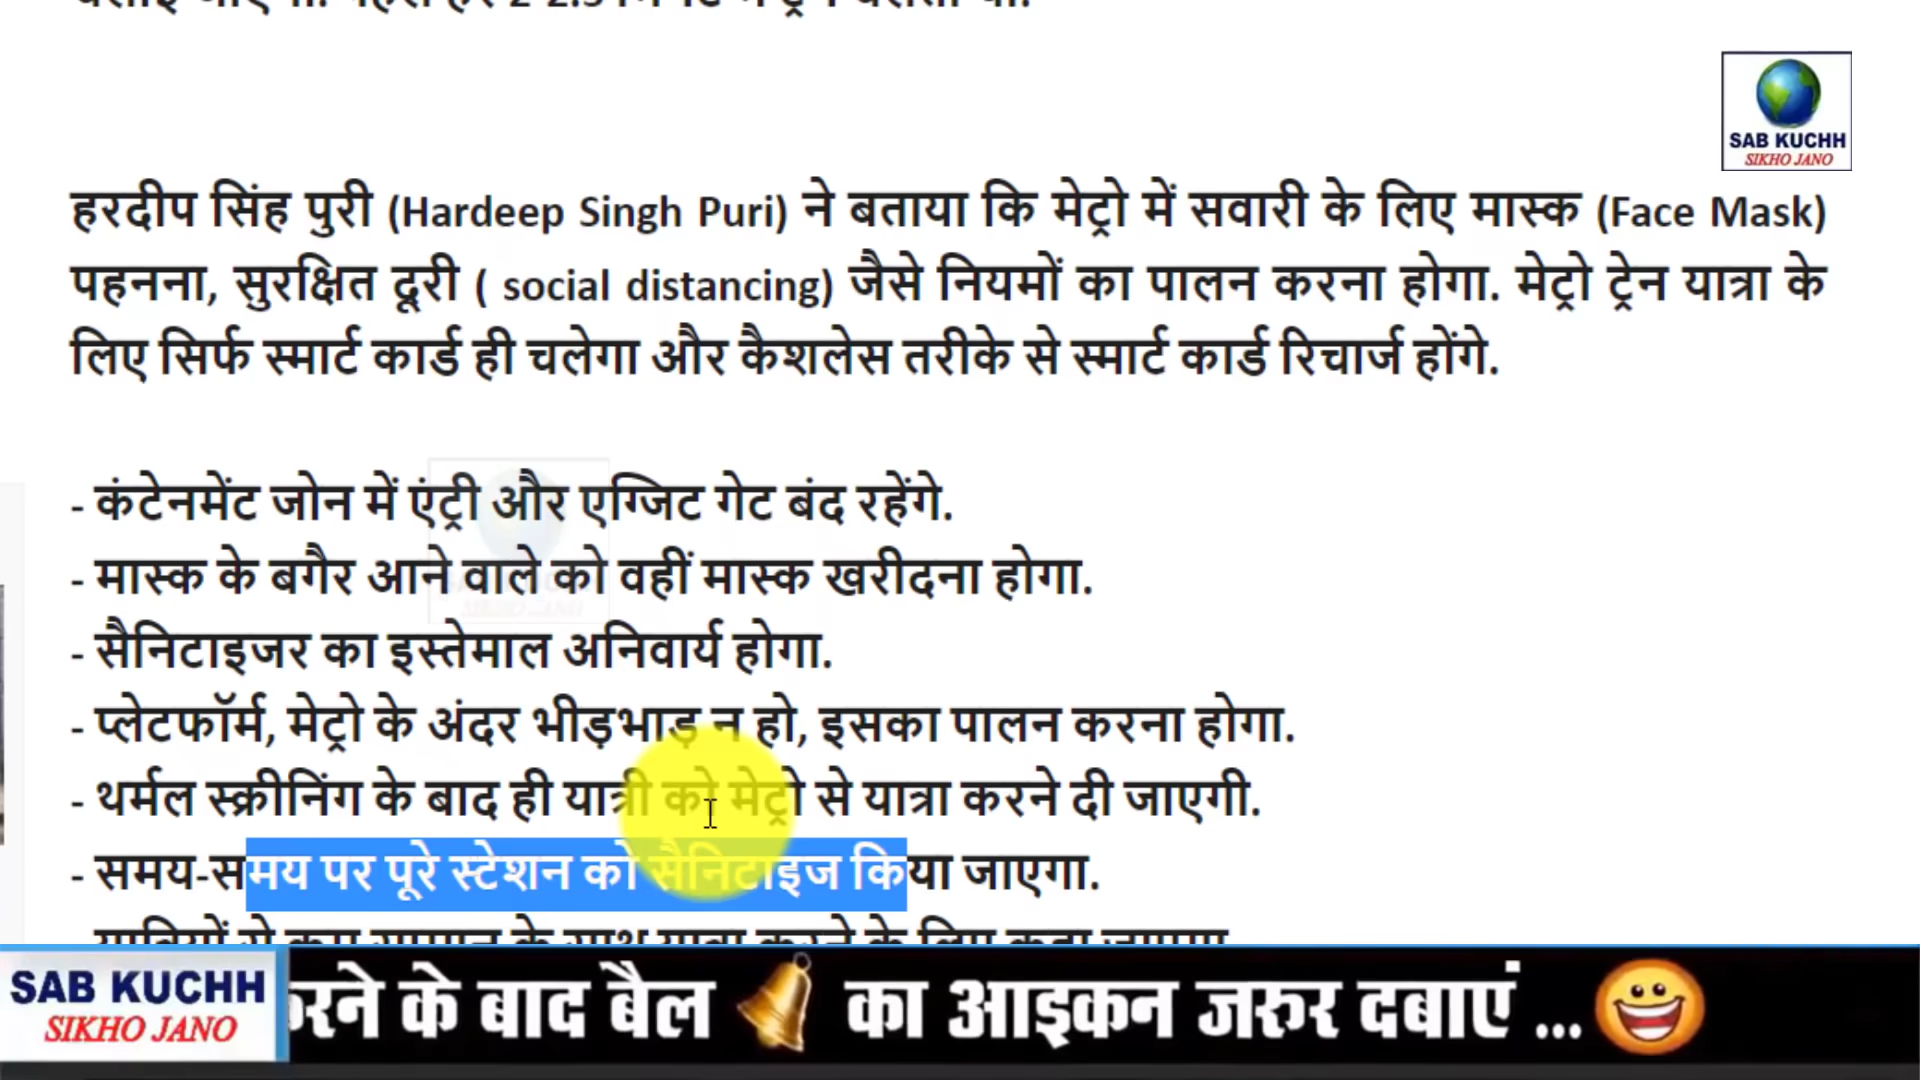 SAB KUCHH
SIKHO JANO
हरदीप सिंह पुरी (Hardeep Singh Puri) ने बताया कि मेट्रो में सवारी के लिए मास्क (Face Mask)
पहनना, सुरक्षित दूरी ( social distancing) जैसे नियमों का पालन करना होगा. मेट्रो ट्रेन यात्रा के
लिए सिर्फ स्मार्ट कार्ड ही चलेगा और कैशलेस तरीके से स्मार्ट कार्ड रिचार्ज होंगे.
- कंटेनमेंट जोन में एंट्री और एग्जिट गेट बंद रहेंगे.
- मास्क के बगैर आने वाले को वहीं मास्क खरीदना होगा.
- सैनिटाइजर का इस्तेमाल अनिवार्य होगा.
- प्लेटफॉर्म, मेट्रो के अंदर भीड़भाड़ न हो, इसका पालन करना होगा.
- थर्मल स्क्रीनिंग के बाद ही यात्री को मेट्रो से यात्रा करने दी जाएगी.
- समय-समय पर पूरे स्टेशन को सैनिटाइज किया जाएगा.
SAB KUCHH
SIKHO JANO
के बाद बैल का आइकन जरुर दबाएं ...